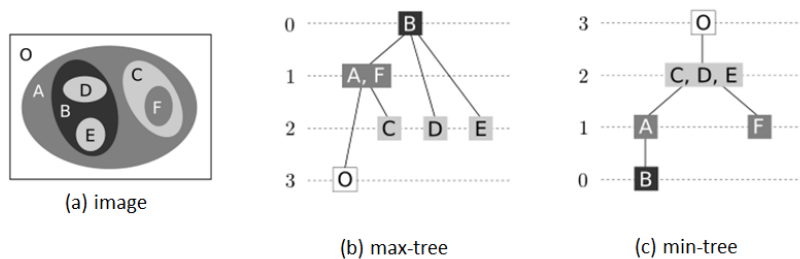 O
A
B
D
C
E
F
(a) image
0
B
1
A, F
2
C
D
E
3
O
(b) max-tree
3
O
2
C, D, E
1
A
F
0
B
(c) min-tree